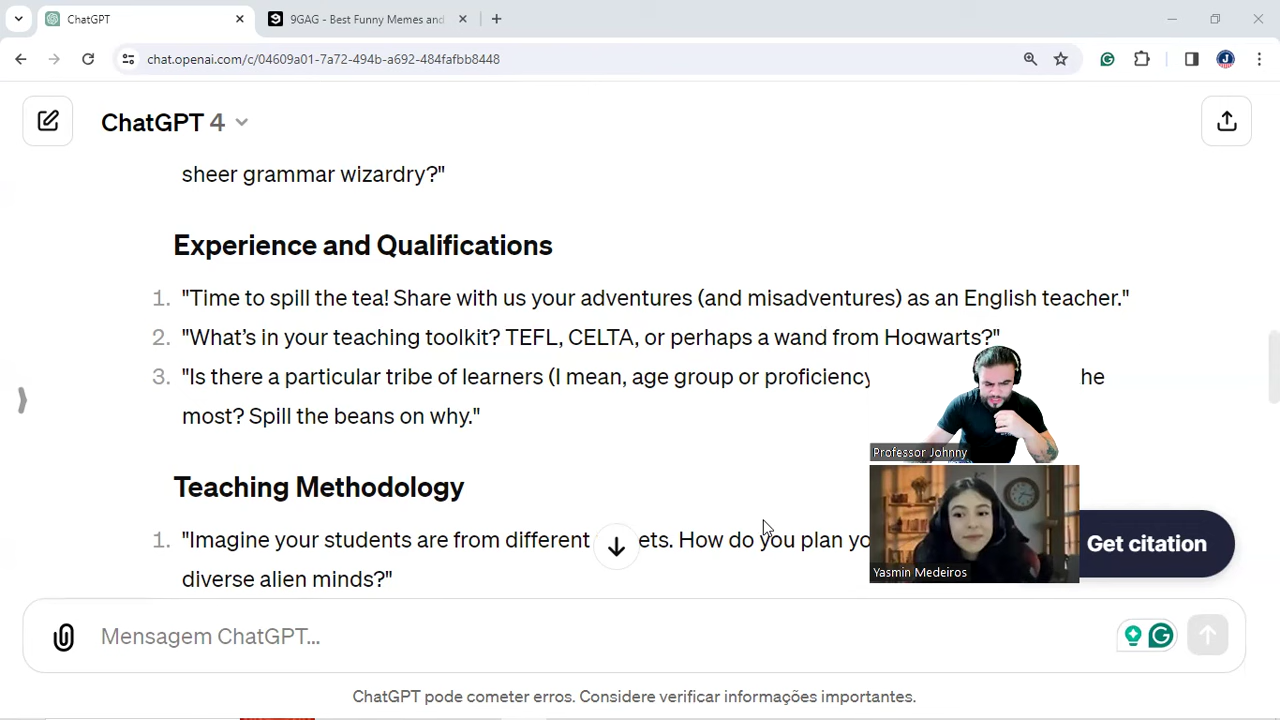 ChatGPT
9GAG - Best Funny Memes and
chat.openai.com/c/04609a01-7a72-494b-a692-484fafbb8448
J
ChatGPT 4
sheer grammar wizardry?"
Experience and Qualifications
1. "Time to spill the tea! Share with us your adventures (and misadventures) as an English teacher."
2. "What's in your teaching toolkit? TEFL, CELTA, or perhaps a wand from Hogwarts?"
3. "Is there a particular tribe of learners (I mean, age group or proficiency he
most? Spill the beans on why."
Professor Johnny
Teaching Methodology
1. "Imagine your students are from different ets. How do you plan yo
diverse alien minds?"
Get citation
Yasmin Medeiros
Mensagem ChatGPT...
ChatGPT pode cometer erros. Considere verificar informações importantes.